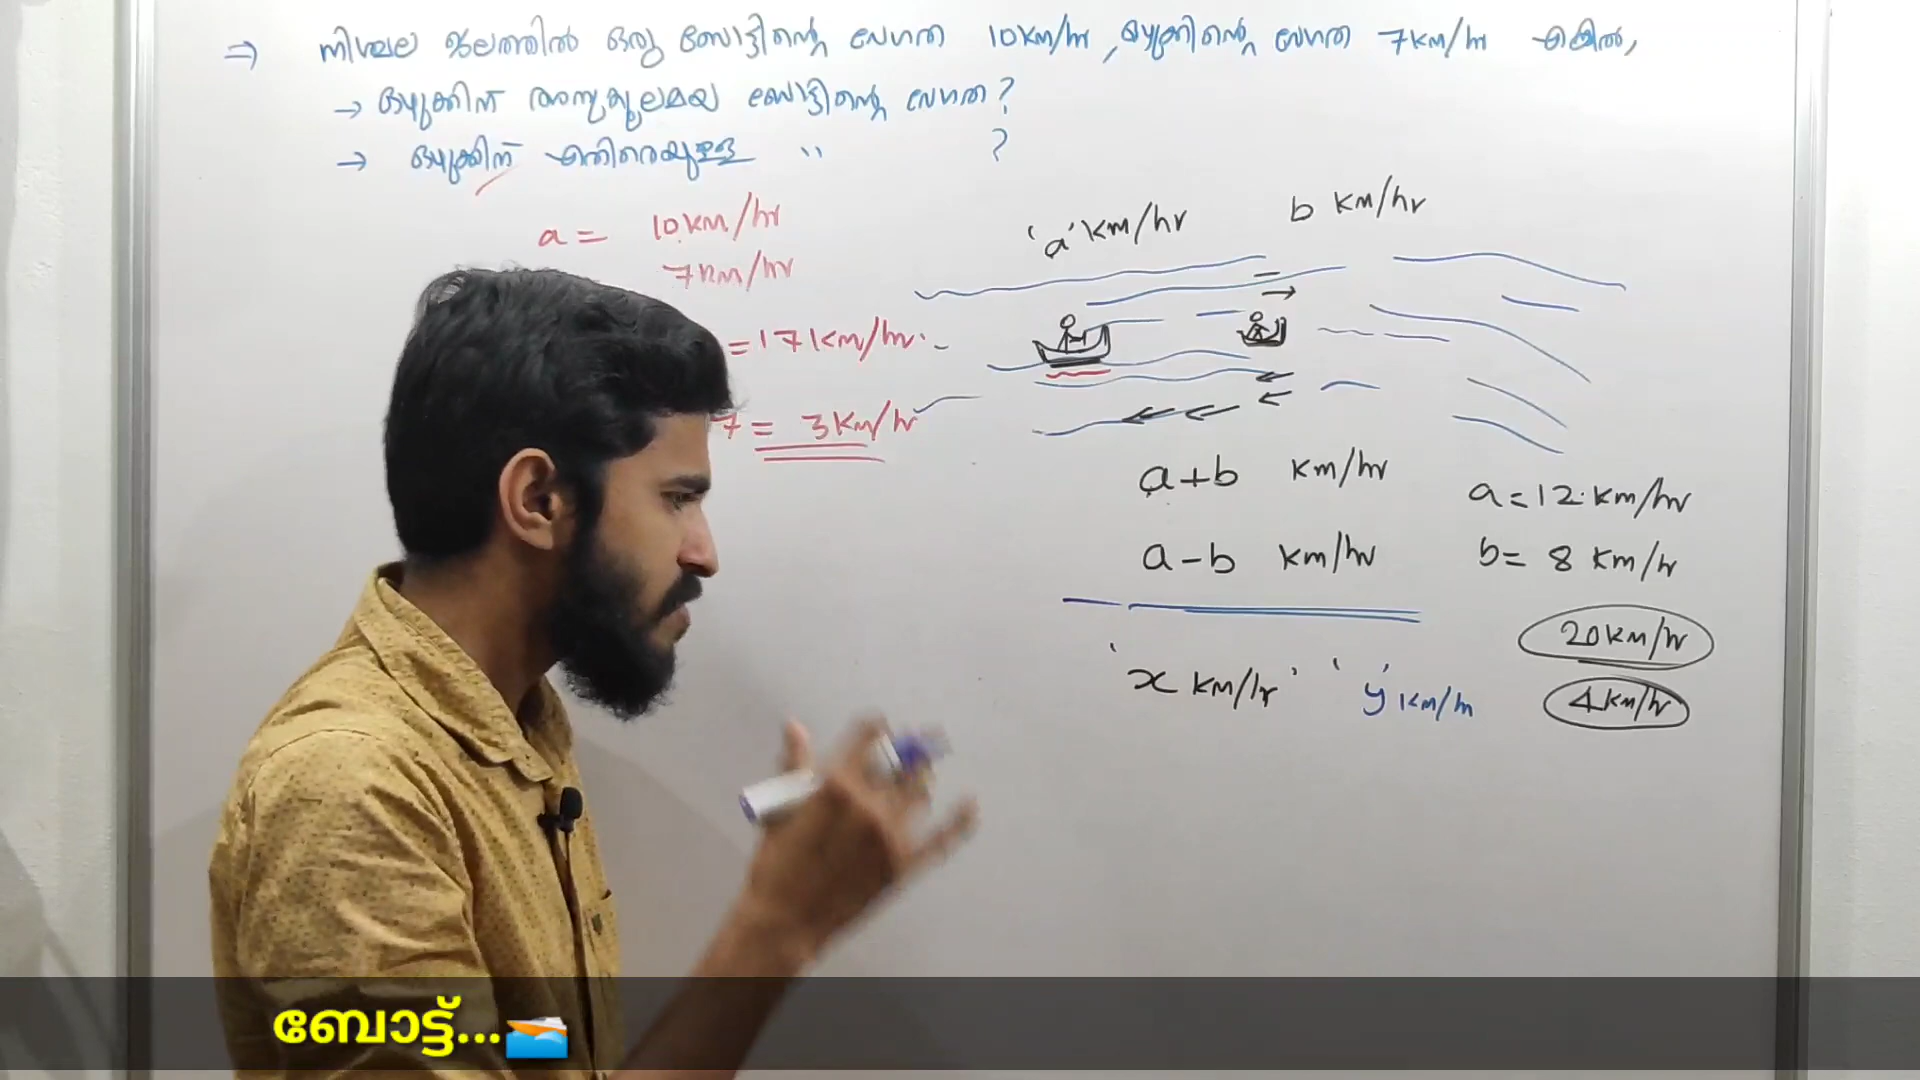 ⇒ നിശ്ചല ജലത്തിൽ ഒരു ബോട്ടിന്റെ വേഗത 10km/hr, ഒഴുക്കിന്റെ വേഗത 7km/hr എങ്കിൽ,
→ ഒഴുക്കിന് അനുകൂലമായ ബോട്ടിന്റെ വേഗത ?
→ ഒഴുക്കിന് എതിരെയുള്ള " ?
a = 10km/hr
7km/hr
= 17km/hr.
7 = 3km/hr
'a' km/hr b km/hr
a+b km/hr
a-b km/hr
a = 12 km/hr
b = 8 km/hr
20km/hr
4km/hr
'x km/hr' 'y' km/hr
ബോട്ട്...